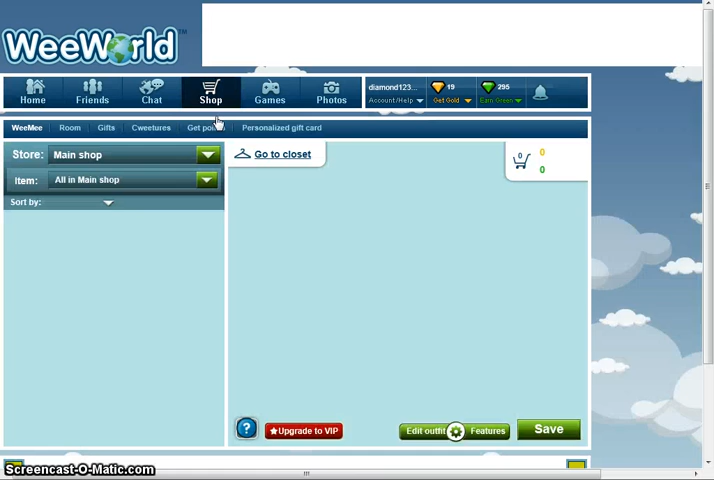 WeeWorld™
Home Friends Chat Shop Games Photos
diamond123... 19 295
Account/Help Get Gold Earn Green
WeeMee Room Gifts Cweetures Get Personalized gift card
Store: Main shop
Item: All in Main shop
Sort by:
Go to closet
0 0
0
? Upgrade to VIP Edit outfit Features Save
Screencast-O-Matic.com